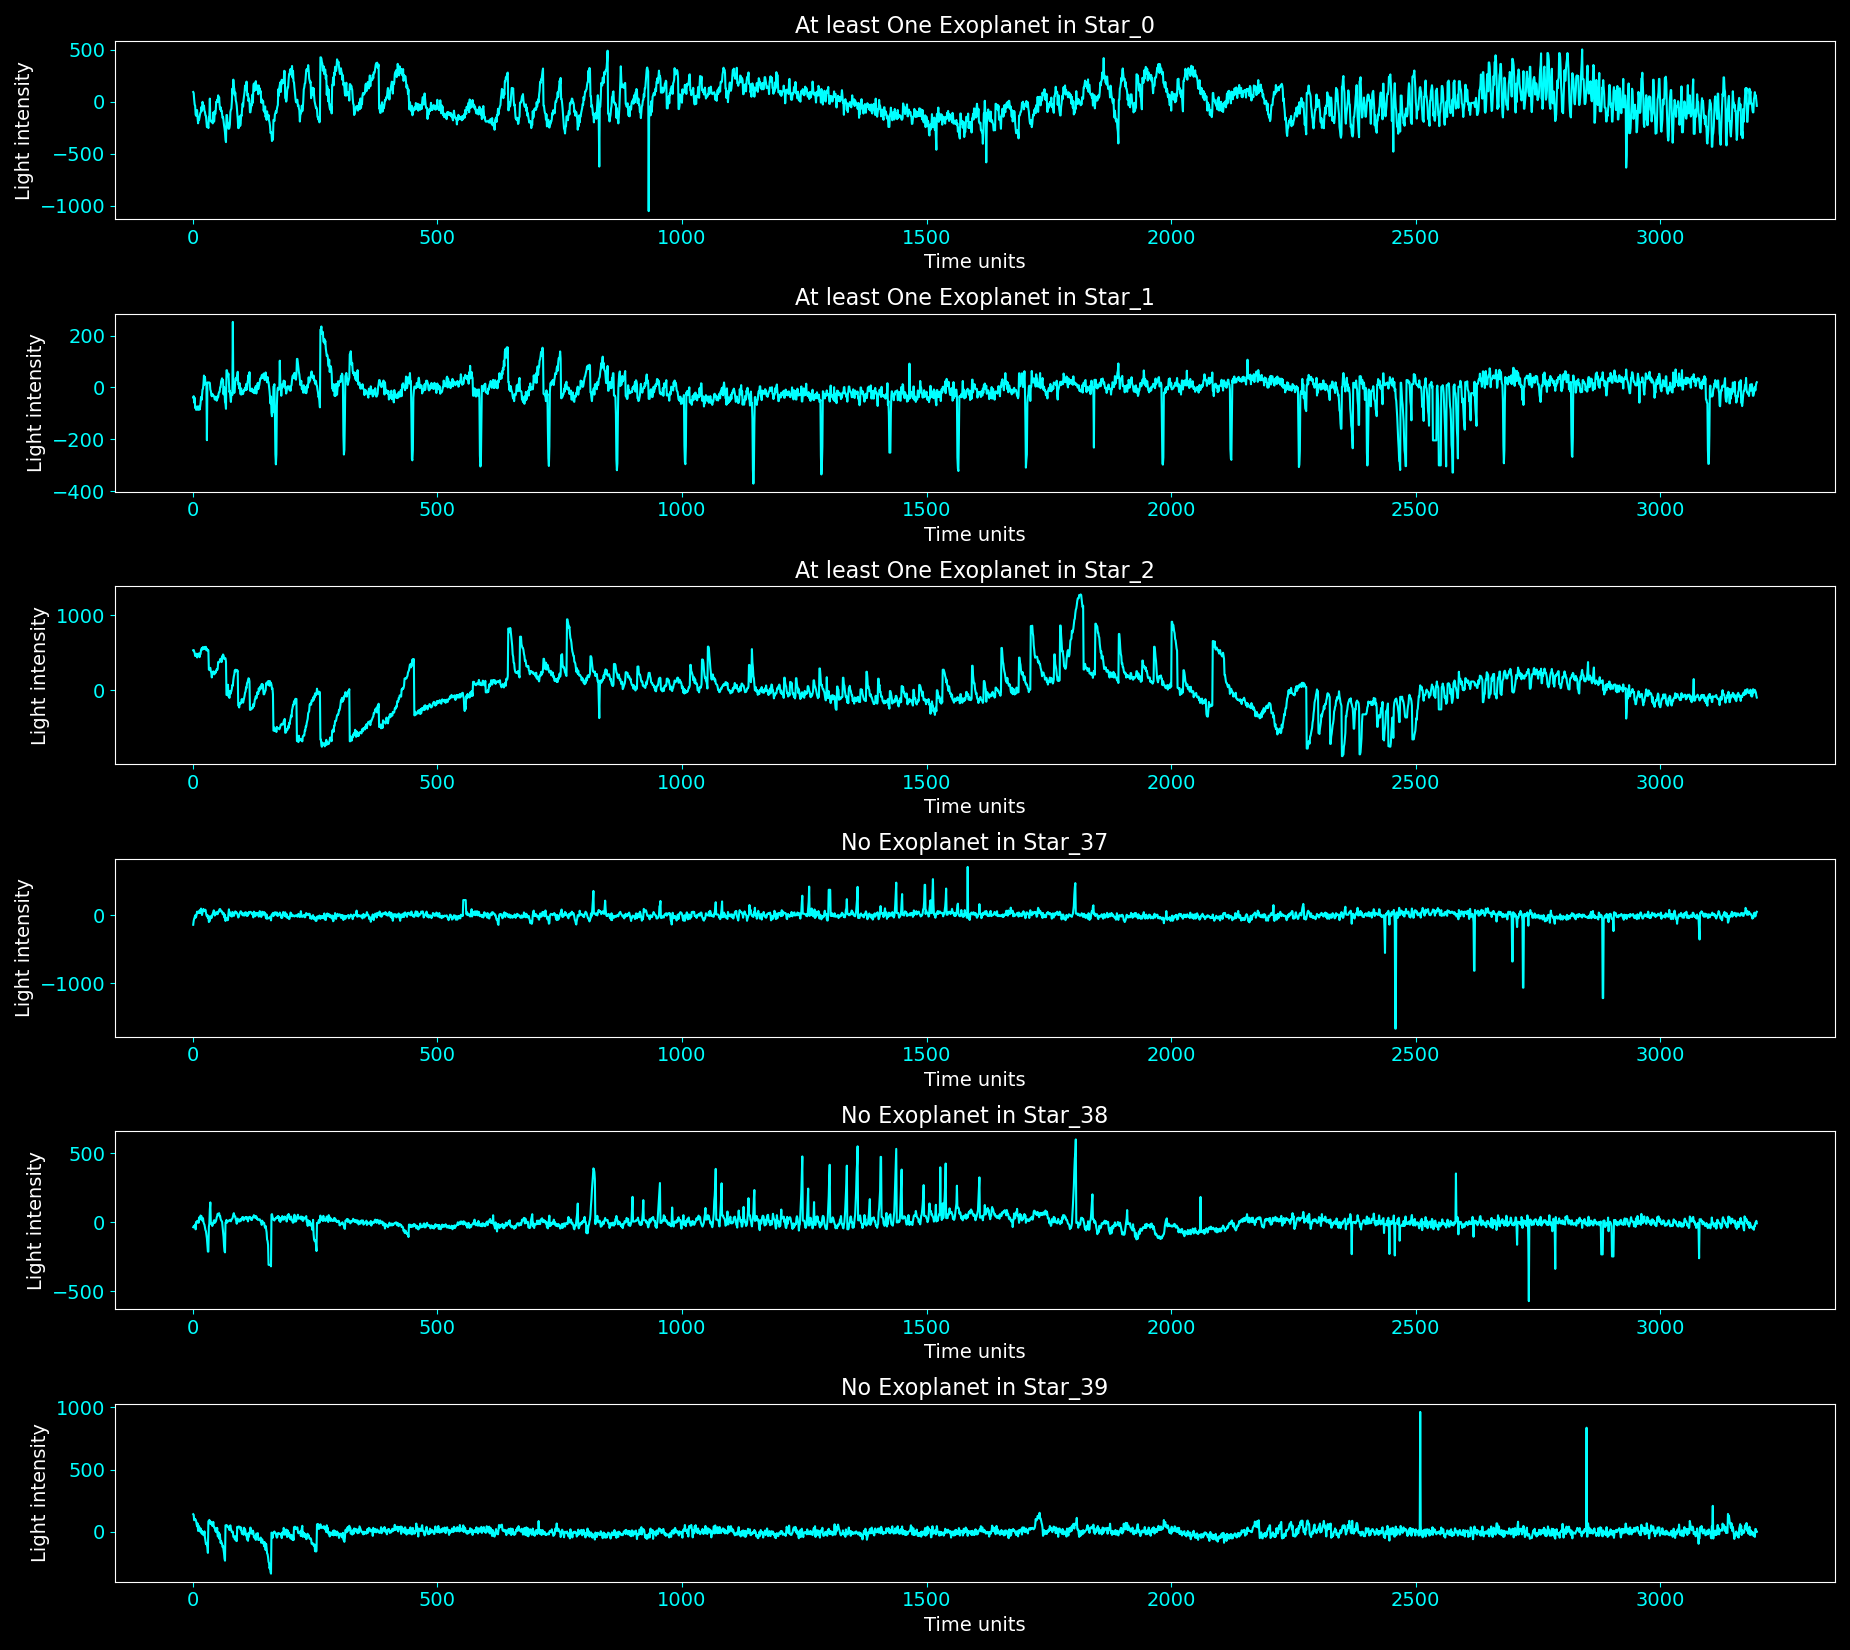 At least One Exoplanet in Star_0
500
0
−500
−1000
Light intensity
0 500 1000 1500 2000 2500 3000
Time units
At least One Exoplanet in Star_1
200
0
−200
−400
Light intensity
0 500 1000 1500 2000 2500 3000
Time units
At least One Exoplanet in Star_2
1000
0
Light intensity
0 500 1000 1500 2000 2500 3000
Time units
No Exoplanet in Star_37
0
−1000
Light intensity
0 500 1000 1500 2000 2500 3000
Time units
No Exoplanet in Star_38
500
0
−500
Light intensity
0 500 1000 1500 2000 2500 3000
Time units
No Exoplanet in Star_39
1000
500
0
Light intensity
0 500 1000 1500 2000 2500 3000
Time units